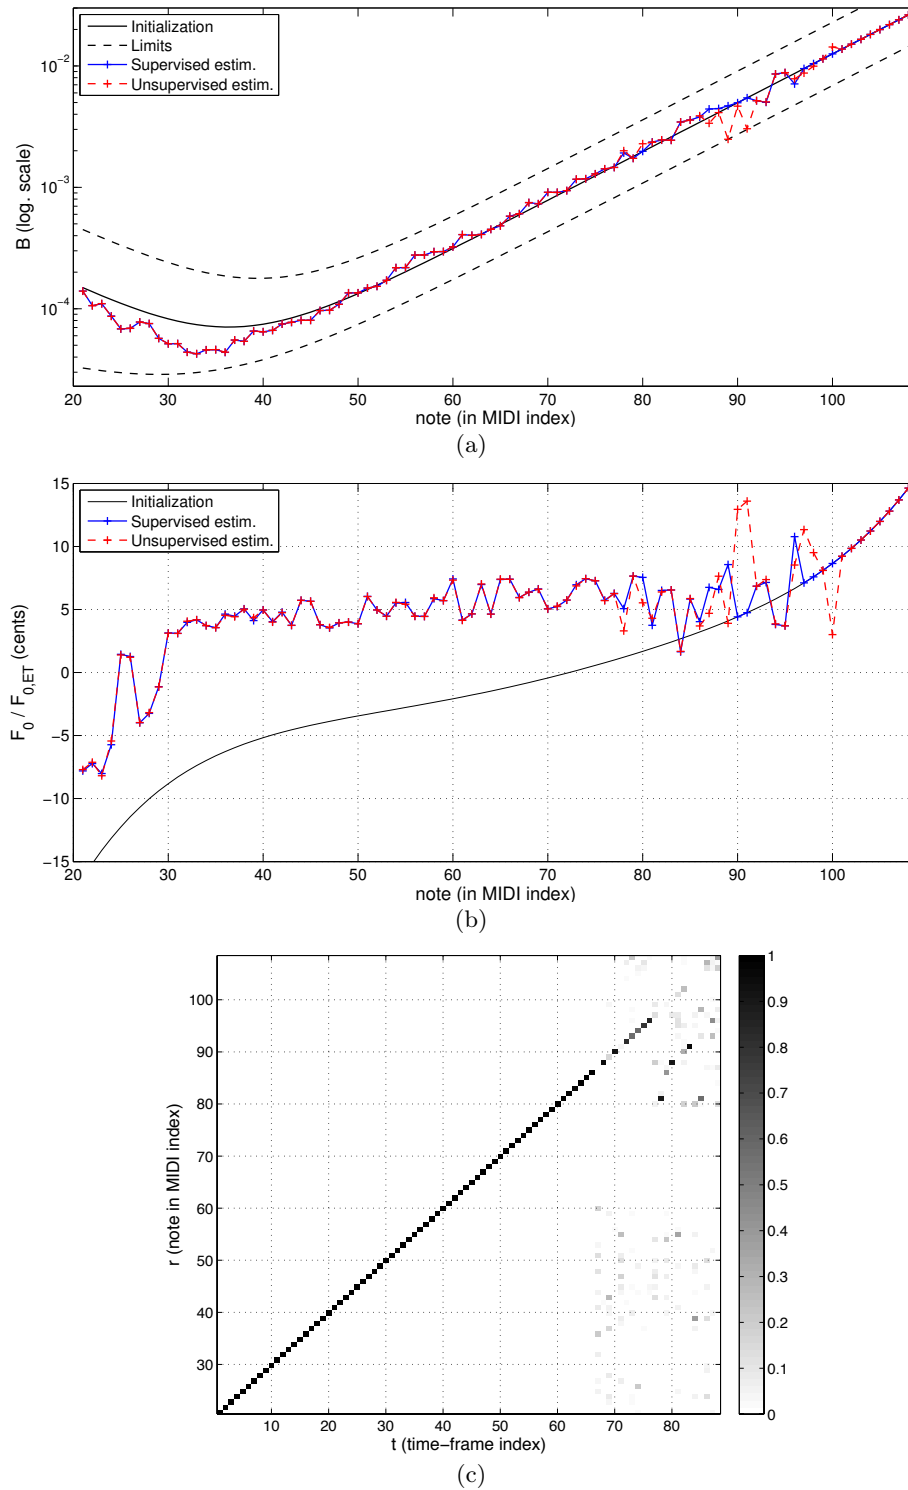 Initialization
Limits
Supervised estim.
Unsupervised estim.
B (log. scale)
10⁻²
10⁻³
10⁻⁴
20 30 40 50 60 70 80 90 100
note (in MIDI index)
(a)
Initialization
Supervised estim.
Unsupervised estim.
F₀ / F₀,ET (cents)
15
10
5
0
−5
−10
−15
20 30 40 50 60 70 80 90 100
note (in MIDI index)
(b)
r (note in MIDI index)
100
90
80
70
60
50
40
30
10 20 30 40 50 60 70 80
t (time−frame index)
1
0.9
0.8
0.7
0.6
0.5
0.4
0.3
0.2
0.1
0
(c)